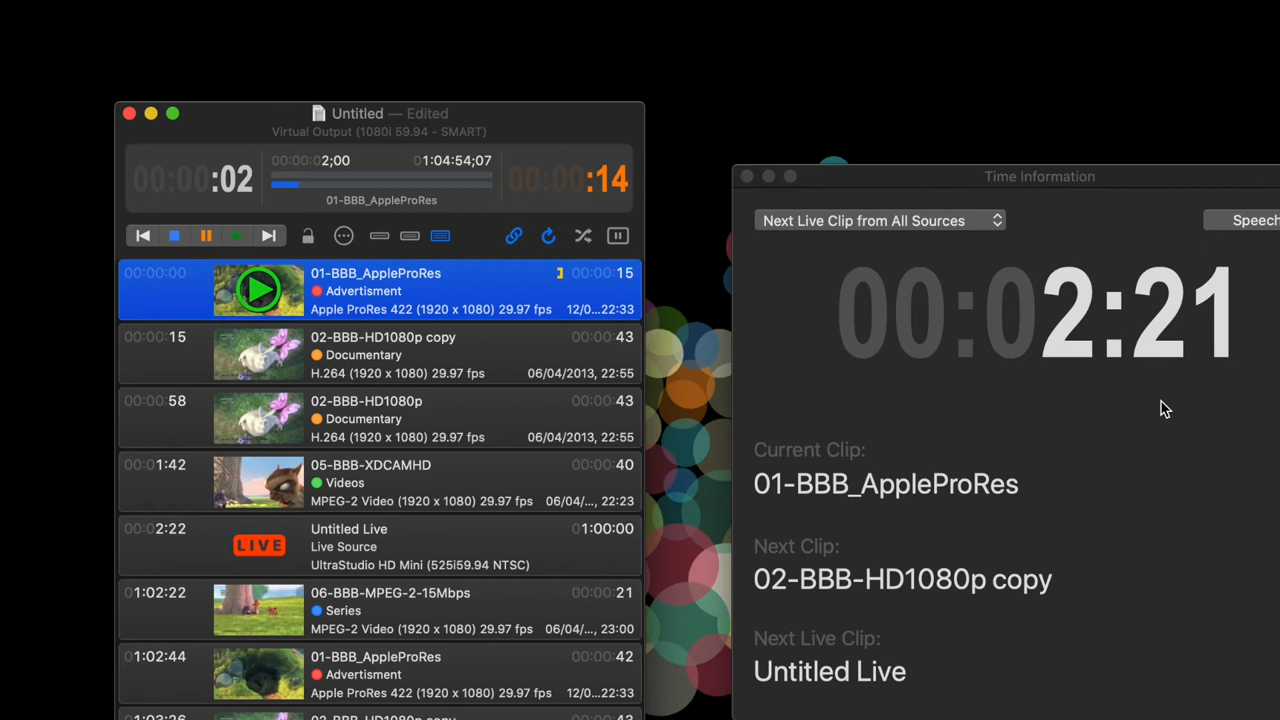 Untitled — Edited
Virtual Output (1080i 59.94 - SMART)
00:00:02
00:00:02;00
01:04:54;07
00:00:14
01-BBB_AppleProRes
00:00:00
01-BBB_AppleProRes
00:00:15
Advertisment
Apple ProRes 422 (1920 x 1080) 29.97 fps
12/0...22:33
00:00:15
02-BBB-HD1080p copy
00:00:43
Documentary
H.264 (1920 x 1080) 29.97 fps
06/04/2013, 22:55
00:00:58
02-BBB-HD1080p
00:00:43
Documentary
H.264 (1920 x 1080) 29.97 fps
06/04/2013, 22:55
00:01:42
05-BBB-XDCAMHD
00:00:40
Videos
MPEG-2 Video (1920 x 1080) 29.97 fps
06/04/...22:23
00:02:22
LIVE
Untitled Live
01:00:00
Live Source
UltraStudio HD Mini (525i59.94 NTSC)
01:02:22
06-BBB-MPEG-2-15Mbps
00:00:21
Series
MPEG-2 Video (1920 x 1080) 29.97 fps
06/04/..., 23:00
01:02:44
01-BBB_AppleProRes
00:00:42
Advertisment
Apple ProRes 422 (1920 x 1080) 29.97 fps
12/0...22:33
Time Information
Next Live Clip from All Sources
Speech
00:02:21
Current Clip:
01-BBB_AppleProRes
Next Clip:
02-BBB-HD1080p copy
Next Live Clip:
Untitled Live